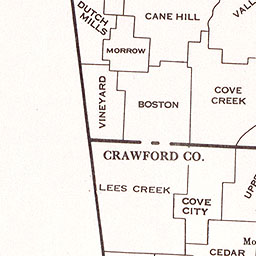 DUTCH
MILLS
CANE HILL
MORROW
VINEYARD
BOSTON
COVE
CREEK
CRAWFORD CO.
LEES CREEK
COVE
CITY
CEDAR